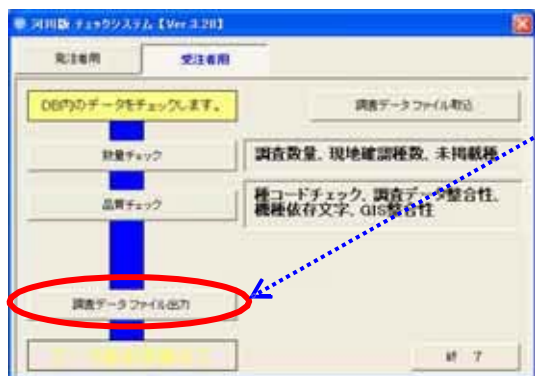 河川版 チェックシステム【Ver 3.20】
発注者用
受注者用
DB内のデータをチェックします。
調査データファイル取込
数量チェック
調査数量、現地確認種数、未掲載種
品質チェック
種コードチェック、調査データ整合性、
機種依存文字、GIS整合性
調査データファイル出力
終 了